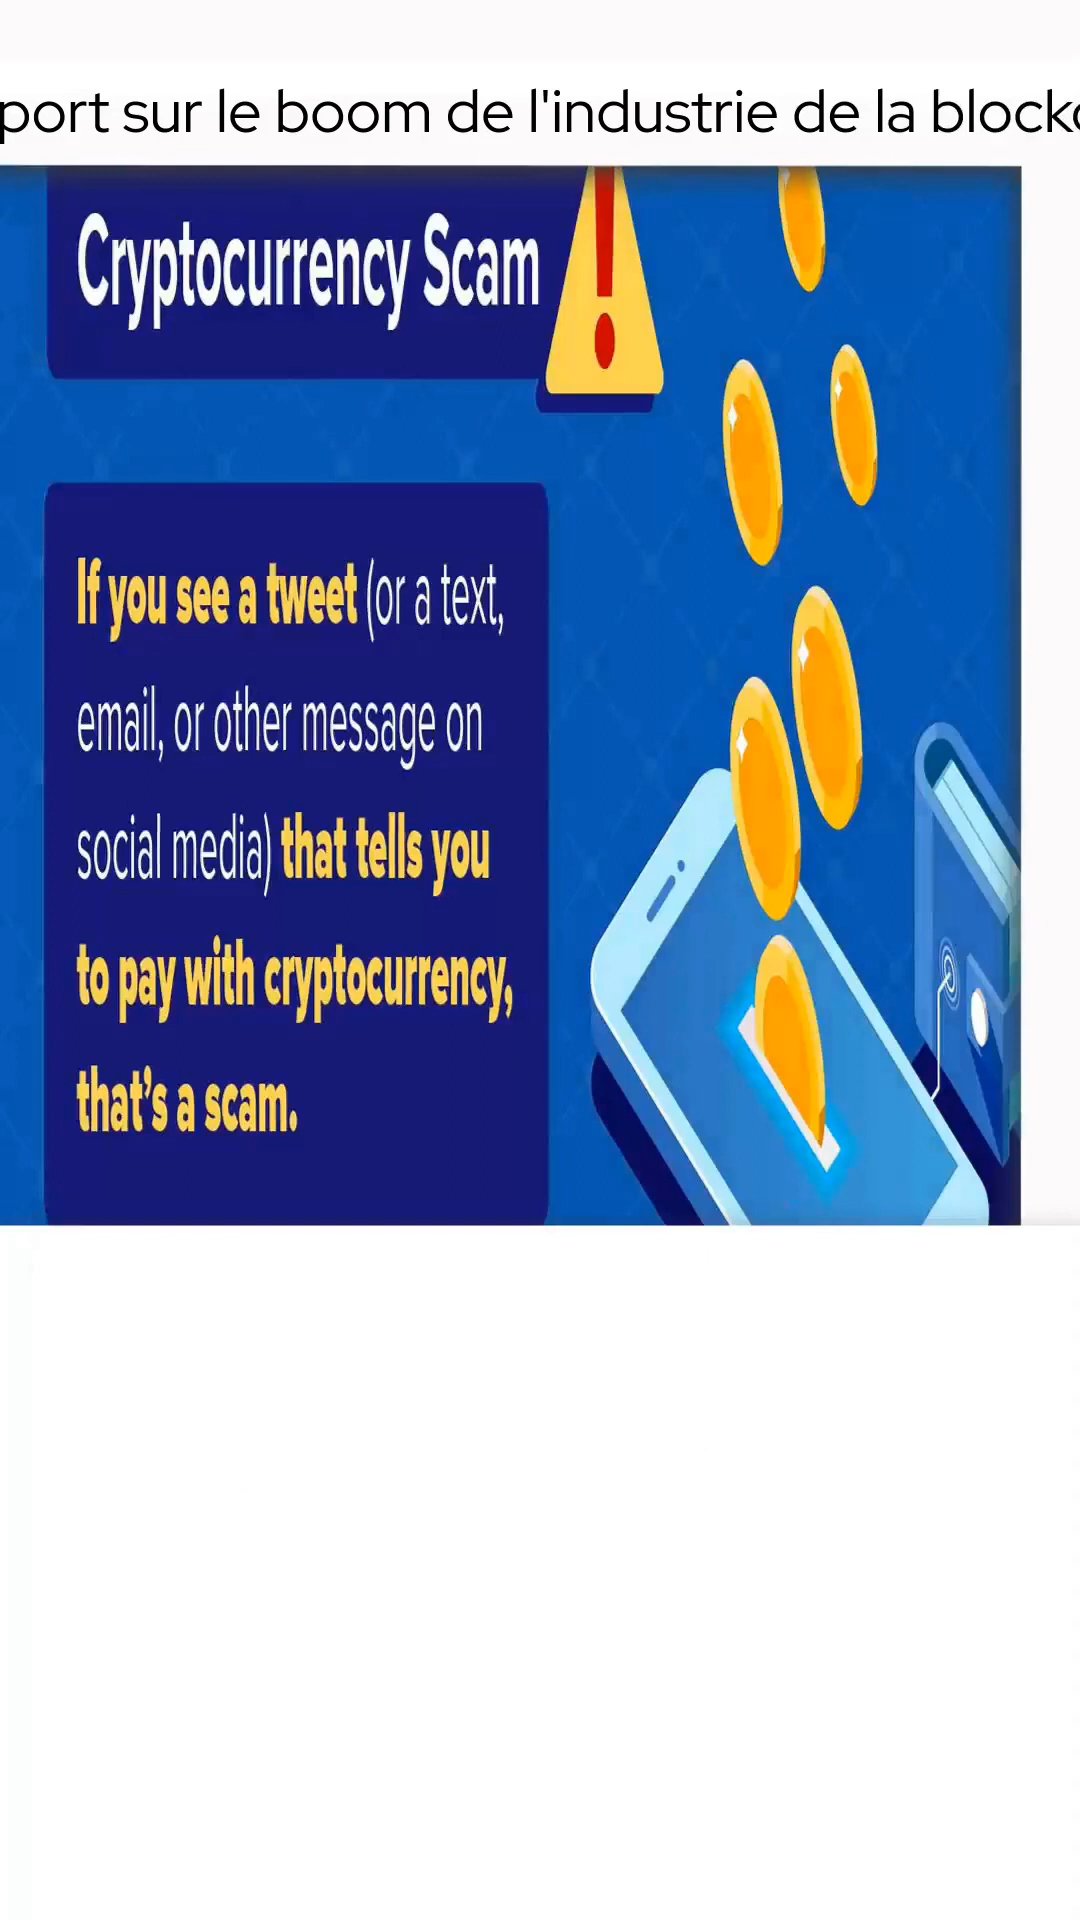 port sur le boom de l'industrie de la block
Cryptocurrency Scam
If you see a tweet (or a text,
email, or other message on
social media) that tells you
to pay with cryptocurrency,
that's a scam.